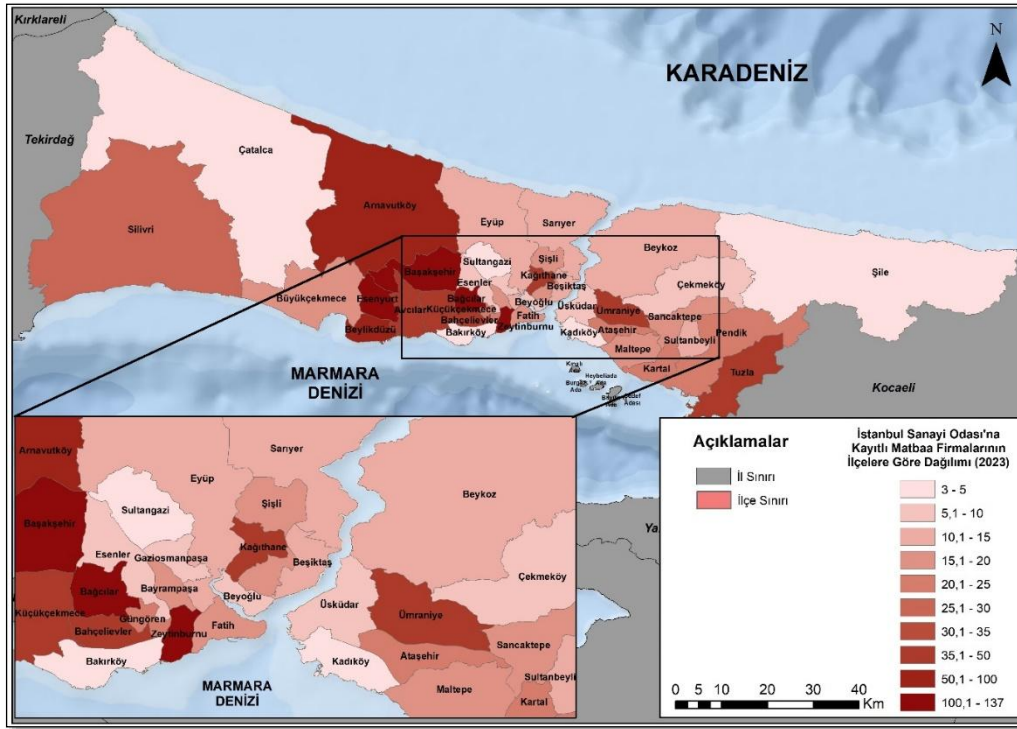 Kırklareli
N
KARADENİZ
Tekirdağ
Çatalca
Silivri
Arnavutköy
Eyüp
Sarıyer
Beykoz
Şile
Sultangazi
Şişli
Başakşehir
Kağıthane
Esenler
Beşiktaş
Çekmeköy
Büyükçekmece
Esenyurt
Bağcılar
Avcılar
Küçükçekmece
Beyoğlu
Üsküdar
Ümraniye
Bahçelievler
Fatih
Sancaktepe
Zeytinburnu
Beylikdüzü
Bakırköy
Kadıköy
Ataşehir
Sultanbeyli
Pendik
Maltepe
Kartal
Tuzla
Heybeliada
Kocaeli
MARMARA
DENİZİ
Arnavutköy
Sarıyer
Eyüp
Beykoz
Şişli
Sultangazi
Başakşehir
Kağıthane
Esenler
Gaziosmanpaşa
Beşiktaş
Çekmeköy
Bağcılar
Bayrampaşa
Beyoğlu
Üsküdar
Küçükçekmece
Güngören
Ümraniye
Bahçelievler
Zeytinburnu
Fatih
Sancaktepe
Ataşehir
Bakırköy
Kadıköy
Sultanbeyli
Maltepe
Kartal
MARMARA
DENİZİ
Açıklamalar
İl Sınırı
İlçe Sınırı
İstanbul Sanayi Odası'na
Kayıtlı Matbaa Firmalarının
İlçelere Göre Dağılımı (2023)
3 - 5
5,1 - 10
10,1 - 15
15,1 - 20
20,1 - 25
25,1 - 30
30,1 - 35
35,1 - 50
50,1 - 100
100,1 - 137
0 5 10 20 30 40
Km